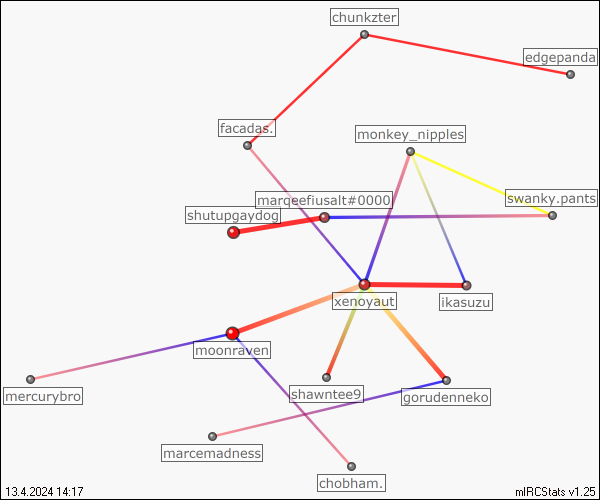 chunkzter
edgepanda
facadas.
monkey_nipples
marqeefiusalt#0000
swanky.pants
shutupgaydog
xenoyaut
ikasuzu
moonraven
mercurybro
shawntee9
gorudenneko
marcemadness
chobham.
13.4.2024 14:17
mIRCStats v1.25